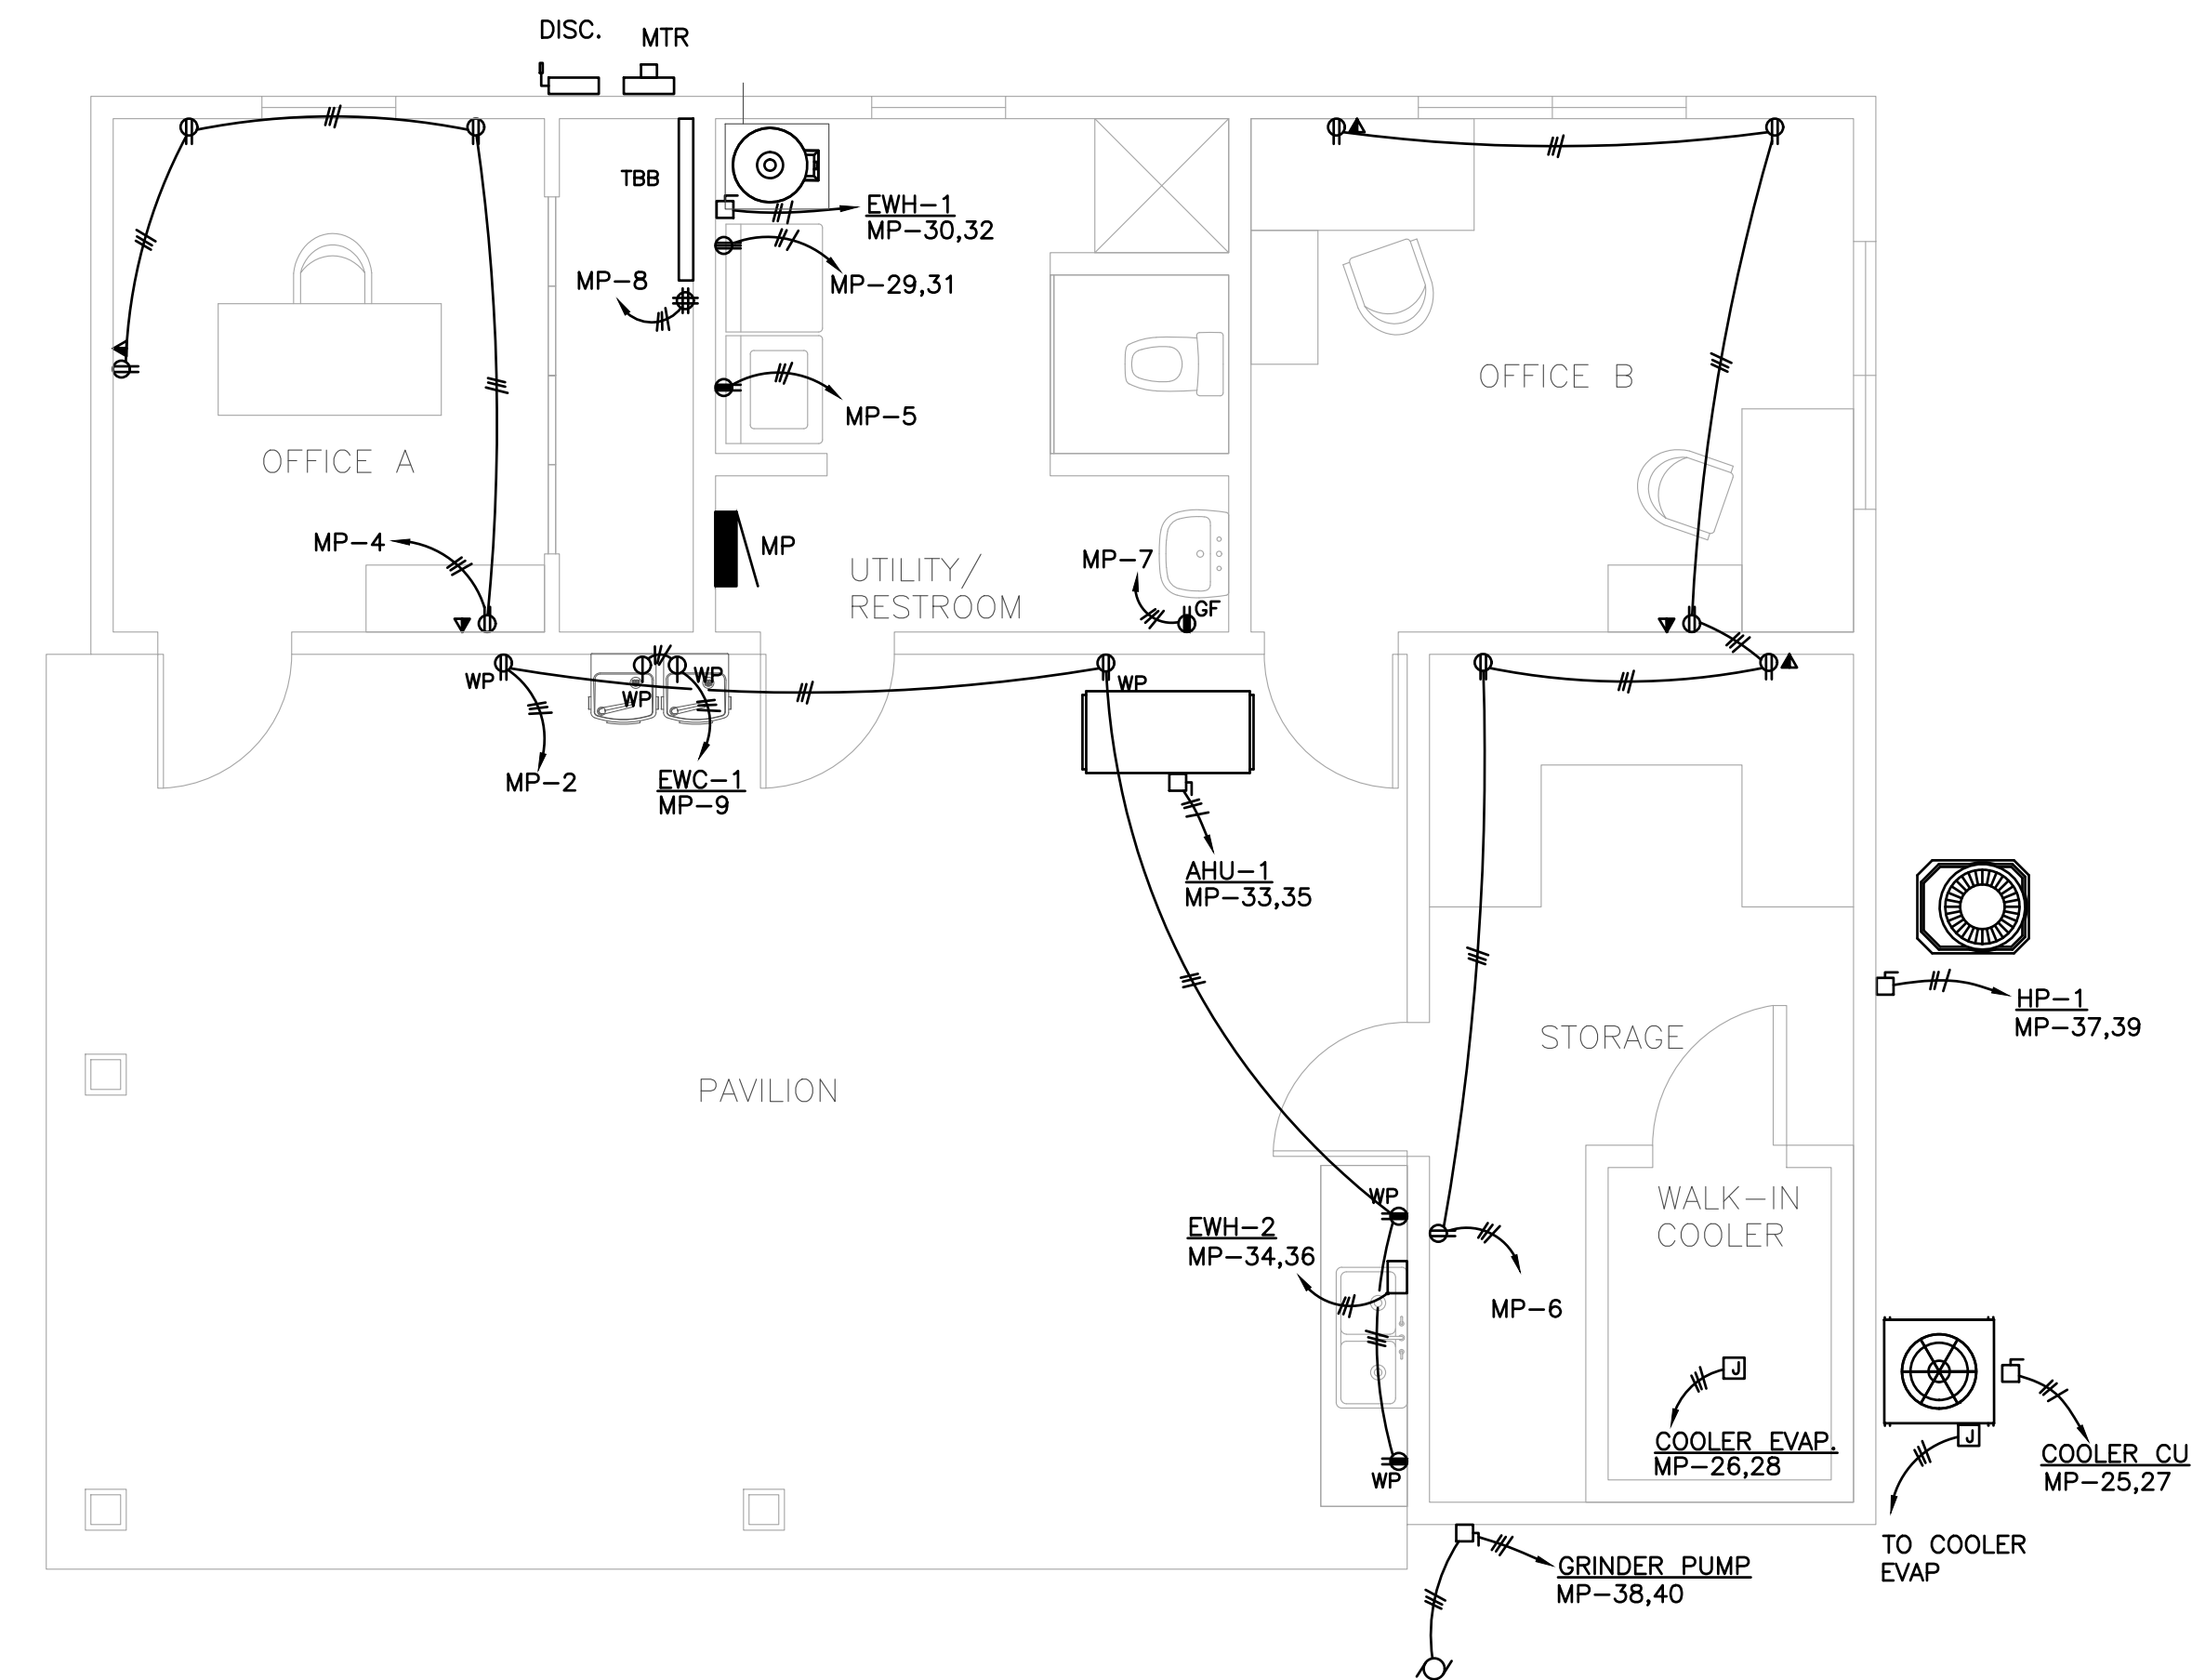 DISC.
MTR
TBB
EWH-1
MP-30,32
MP-8
MP-29,31
OFFICE B
MP-5
OFFICE A
MP-4
MP
MP-7
UTILITY/
RESTROOM
GF
WP
WP
WP
WP
MP-2
EWC-1
MP-9
AHU-1
MP-33,35
HP-1
MP-37,39
STORAGE
PAVILION
WP
WALK-IN
COOLER
EWH-2
MP-34,36
MP-6
J
J
COOLER EVAP.
MP-26,28
COOLER CU
MP-25,27
WP
TO COOLER
EVAP
GRINDER PUMP
MP-38,40